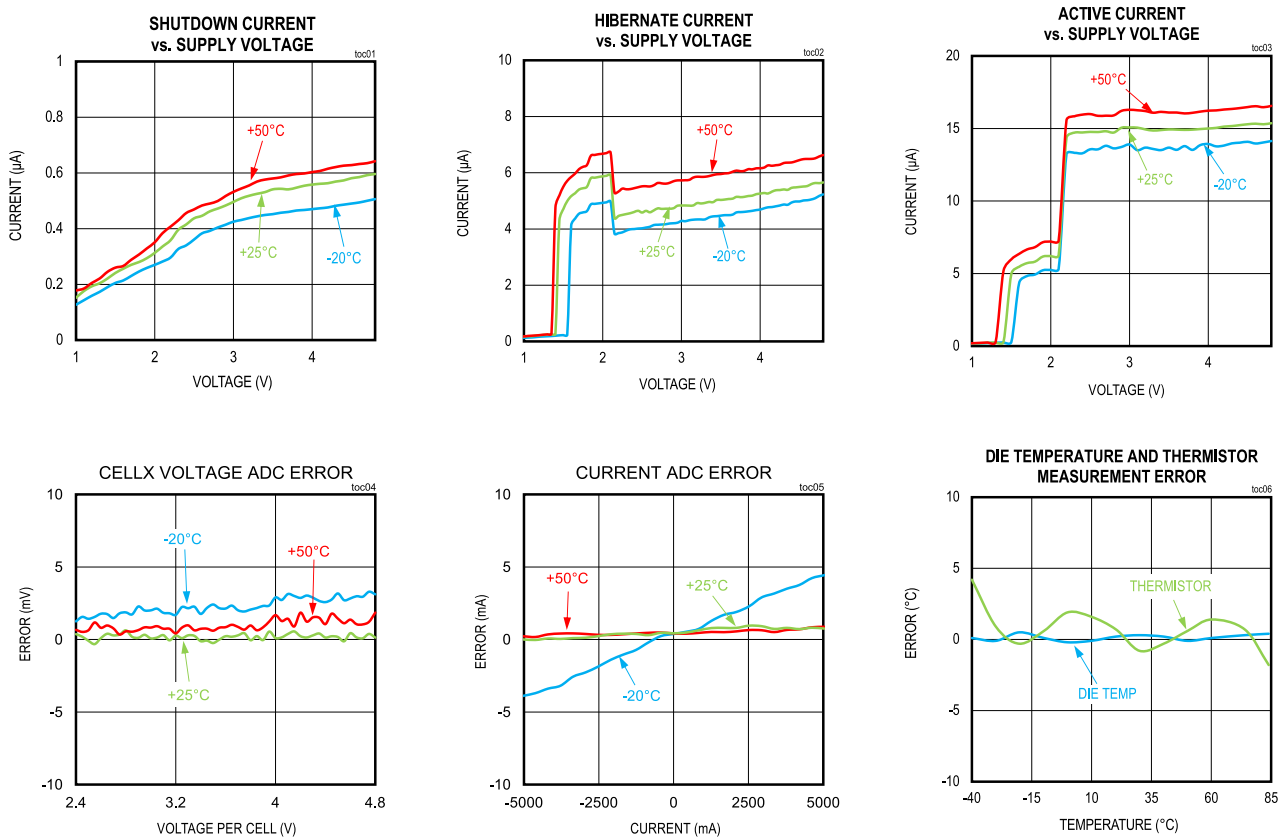 SHUTDOWN CURRENT
vs. SUPPLY VOLTAGE
toc01
1
0.8
0.6
0.4
0.2
0
CURRENT (µA)
+50°C
+25°C
-20°C
1
2
3
4
VOLTAGE (V)
HIBERNATE CURRENT
vs. SUPPLY VOLTAGE
toc02
10
8
6
4
2
0
CURRENT (µA)
+50°C
+25°C
-20°C
1
2
3
4
VOLTAGE (V)
ACTIVE CURRENT
vs. SUPPLY VOLTAGE
toc03
20
15
10
5
0
CURRENT (µA)
+50°C
+25°C
-20°C
1
2
3
4
VOLTAGE (V)
CELLX VOLTAGE ADC ERROR
toc04
10
5
0
-5
-10
ERROR (mV)
-20°C
+50°C
+25°C
2.4
3.2
4
4.8
VOLTAGE PER CELL (V)
CURRENT ADC ERROR
toc05
10
5
0
-5
-10
ERROR (mA)
+50°C
+25°C
-20°C
-5000
-2500
0
2500
5000
CURRENT (mA)
DIE TEMPERATURE AND THERMISTOR
MEASUREMENT ERROR
toc06
10
5
0
-5
-10
ERROR (°C)
THERMISTOR
DIE TEMP
-40
-15
10
35
60
85
TEMPERATURE (°C)